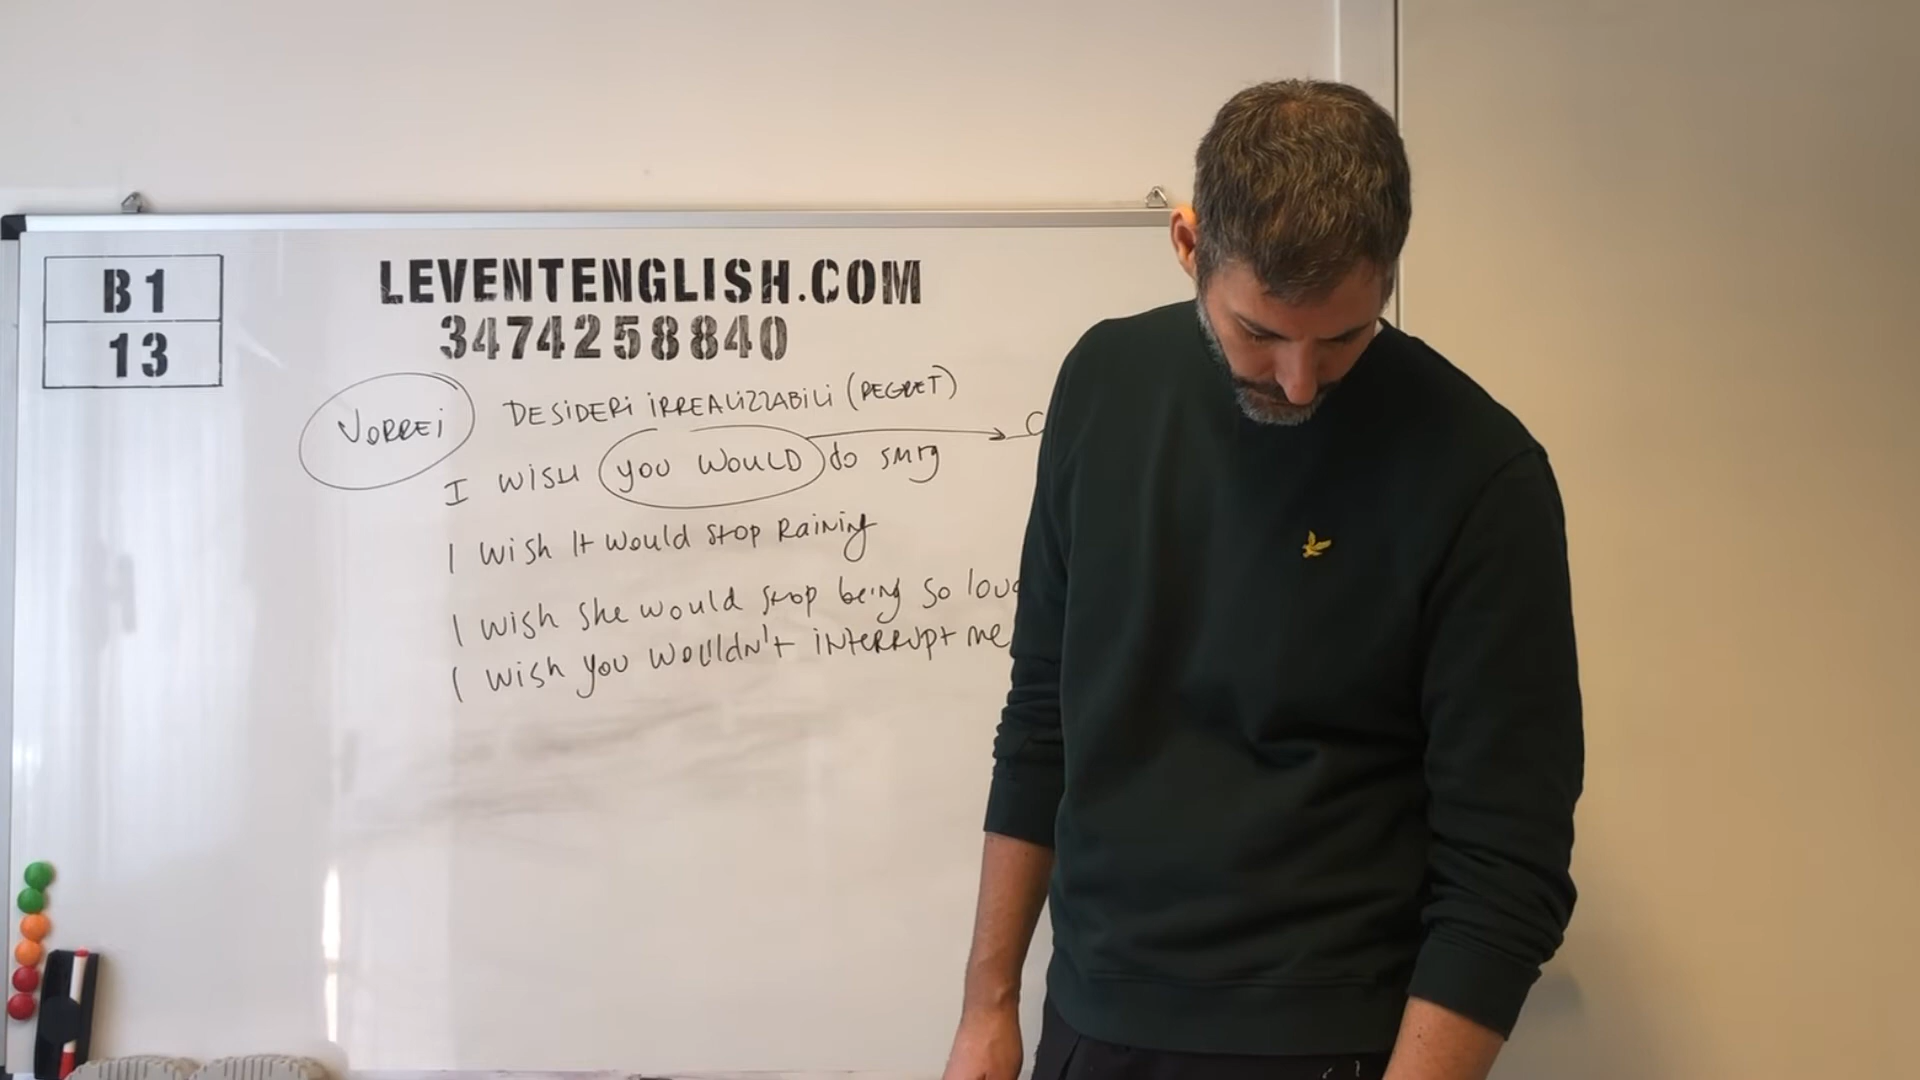 B1
13
LEVENTENGLISH.COM
3474258840
VORREI
DESIDERI IRREALIZZABILI (REGRET)
I WISH YOU WOULD do smtg
I wish It would stop Raining
I wish she would stop being so loud
I wish you wouldn't interrupt me